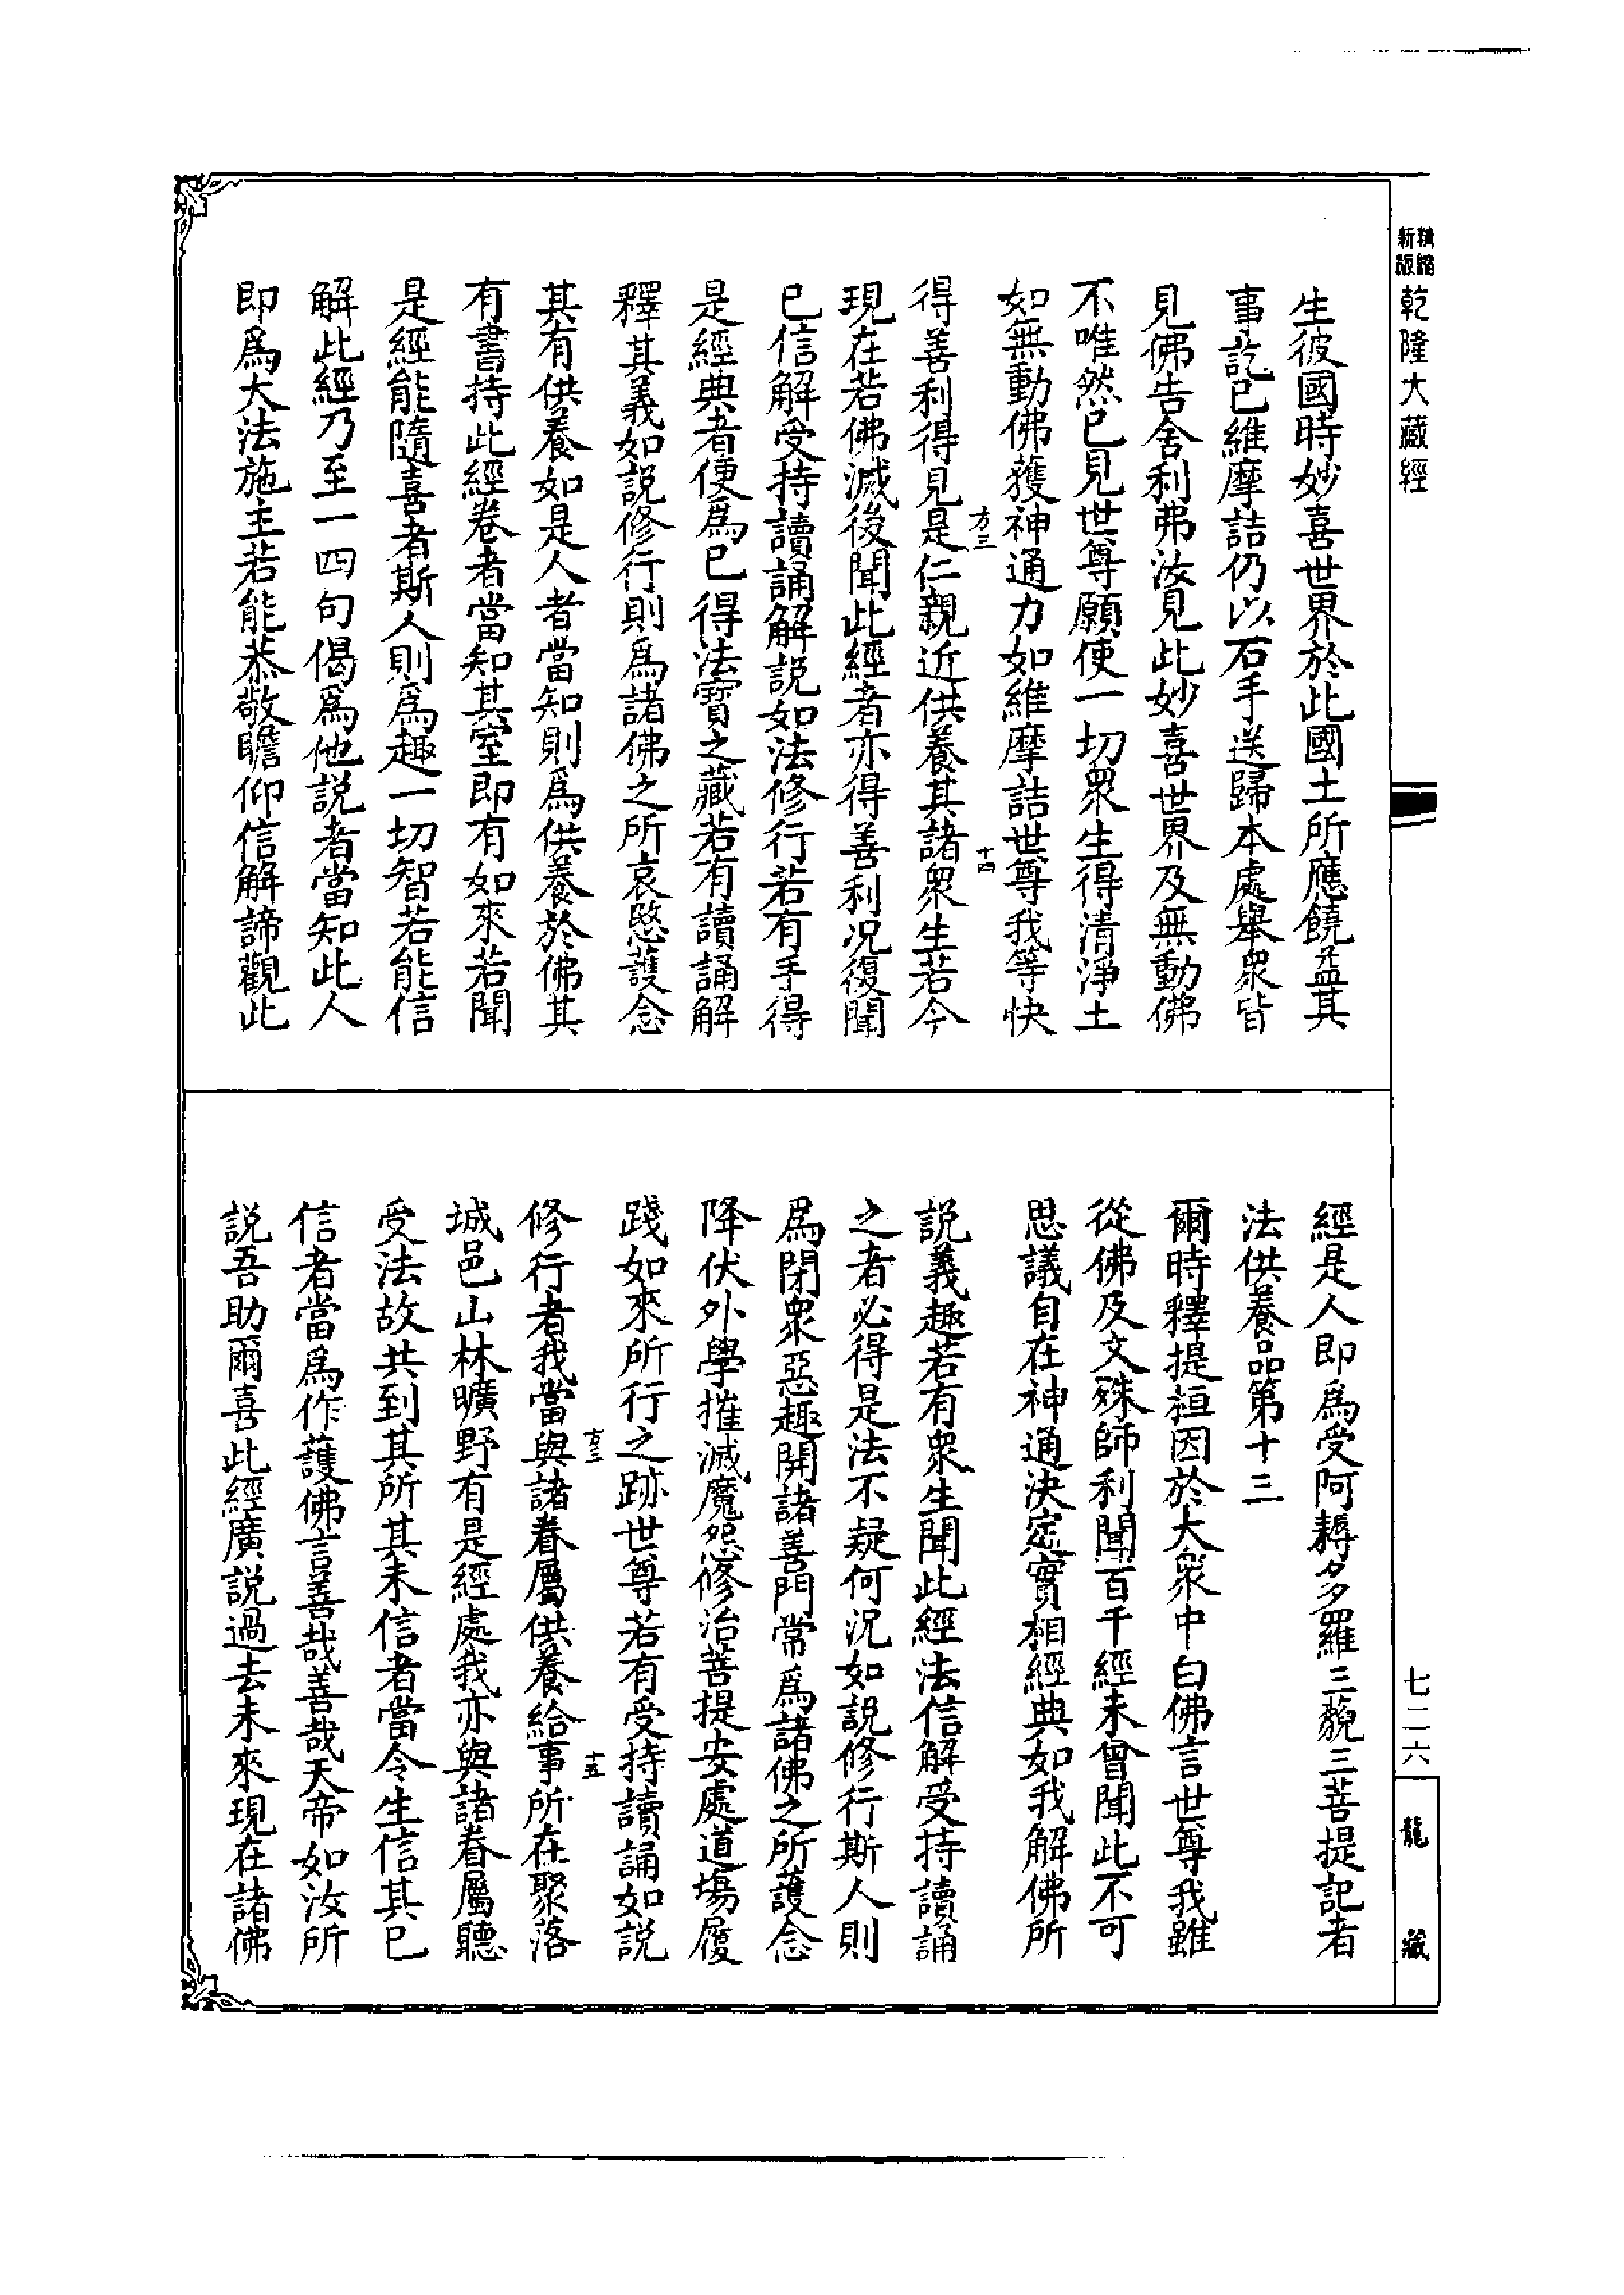 精縮
新版
乾隆大藏經
生彼國時妙喜世界於此國土所應饒益其
事訖已維摩詰仍以右手送歸本處舉衆皆
見佛告舍利弗汝見此妙喜世界及無動佛
不唯然已見世尊願使一切衆生得清淨土
如無動佛獲神通力如維摩詰世尊我等快
方三
十四
得善利得見是仁親近供養其諸衆生若今
現在若佛滅後聞此經者亦得善利况復聞
已信解受持讀誦解説如法修行若有手得
是經典者便爲已得法寳之藏若有讀誦解
釋其義如説修行則爲諸佛之所哀愍護念
其有供養如是人者當知則爲供養於佛其
有書持此經卷者當知其室即有如來若聞
是經能隨喜者斯人則爲趣一切智若能信
解此經乃至一四句偈爲他説者當知此人
即爲大法施主若能恭敬瞻仰信解諦觀此
經是人即爲受阿耨多羅三藐三菩提記者
法供養品第十三
爾時釋提桓因於大衆中白佛言世尊我雖
從佛及文殊師利聞百千經未曾聞此不可
思議自在神通決定實相經典如我解佛所
説義趣若有衆生聞此經法信解受持讀誦
之者必得是法不疑何況如説修行斯人則
爲閉衆惡趣開諸善門常爲諸佛之所護念
降伏外學摧滅魔怨修治菩提安處道塲履
踐如來所行之跡世尊若有受持讀誦如説
方三
十五
修行者我當與諸眷屬供養給事所在聚落
城邑山林曠野有是經處我亦與諸眷屬聽
受法故共到其所其未信者當令生信其已
信者當爲作護佛言善哉善哉天帝如汝所
説吾助爾喜此經廣説過去未來現在諸佛
七二六
龍藏